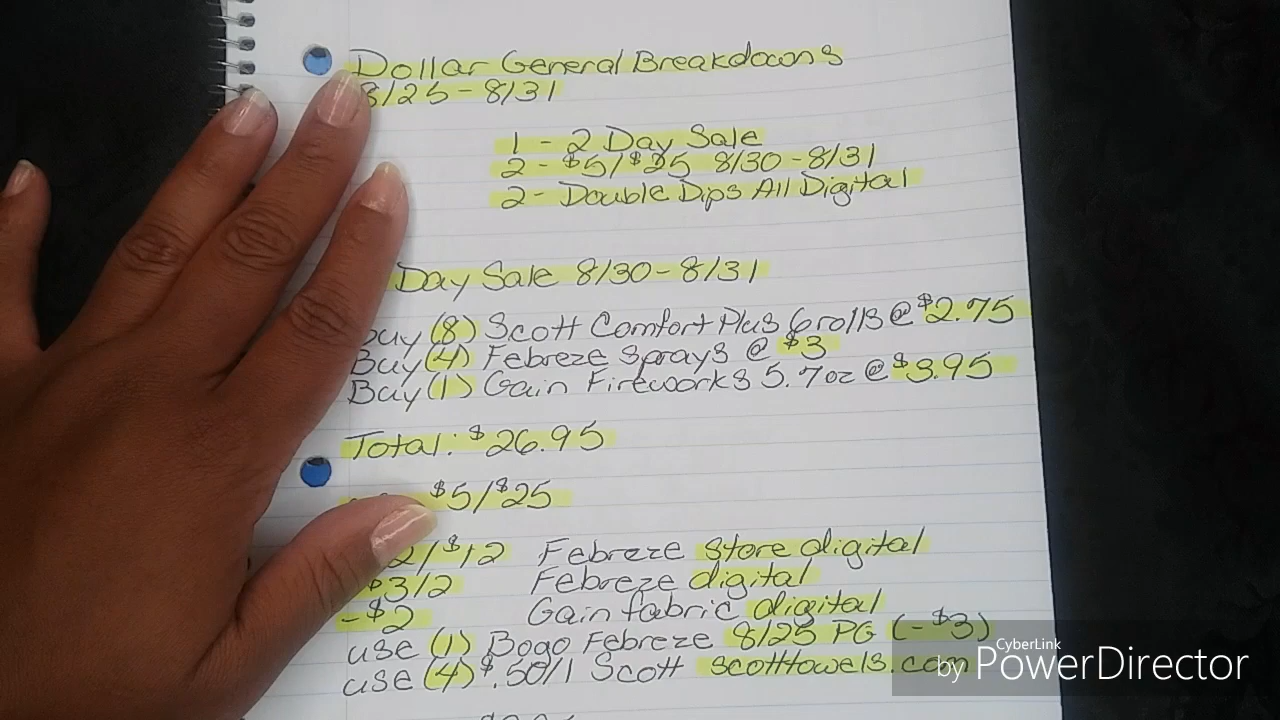 Dollar General Breakdowns
8/25 - 8/31
1 - 2 Day Sale
2 - $5/$25 8/30 - 8/31
2 - Double Dips All Digital
Day Sale 8/30 - 8/31
buy (8) Scott Comfort Plus 6rolls @ $2.75
Buy (4) Febreze Sprays @ $3
Buy (1) Gain Fireworks 5.7oz @ $3.95
Total: $26.95
$5/$25
2/$12 Febreze store digital
$3/2 Febreze digital
-$2 Gain fabric digital
use (1) Bogo Febreze 8/25 PG (-$3)
use (4) $.50/1 Scott scotttowels.com
CyberLink
by PowerDirector